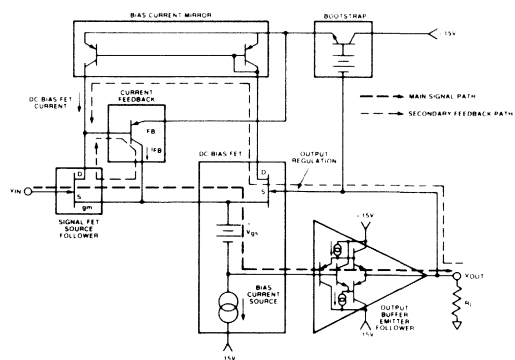 BIAS CURRENT MIRROR
BOOTSTRAP
15V
DC BIAS FET
CURRENT
CURRENT
FEEDBACK
FB
IFB
MAIN SIGNAL PATH
SECONDARY FEEDBACK PATH
DC BIAS FET
OUTPUT
REGULATION
VIN
D
S
gm
SIGNAL FET
SOURCE
FOLLOWER
D
S
Vgs
BIAS
CURRENT
SOURCE
15V
15V
OUTPUT
BUFFER
EMITTER
FOLLOWER
15V
VOUT